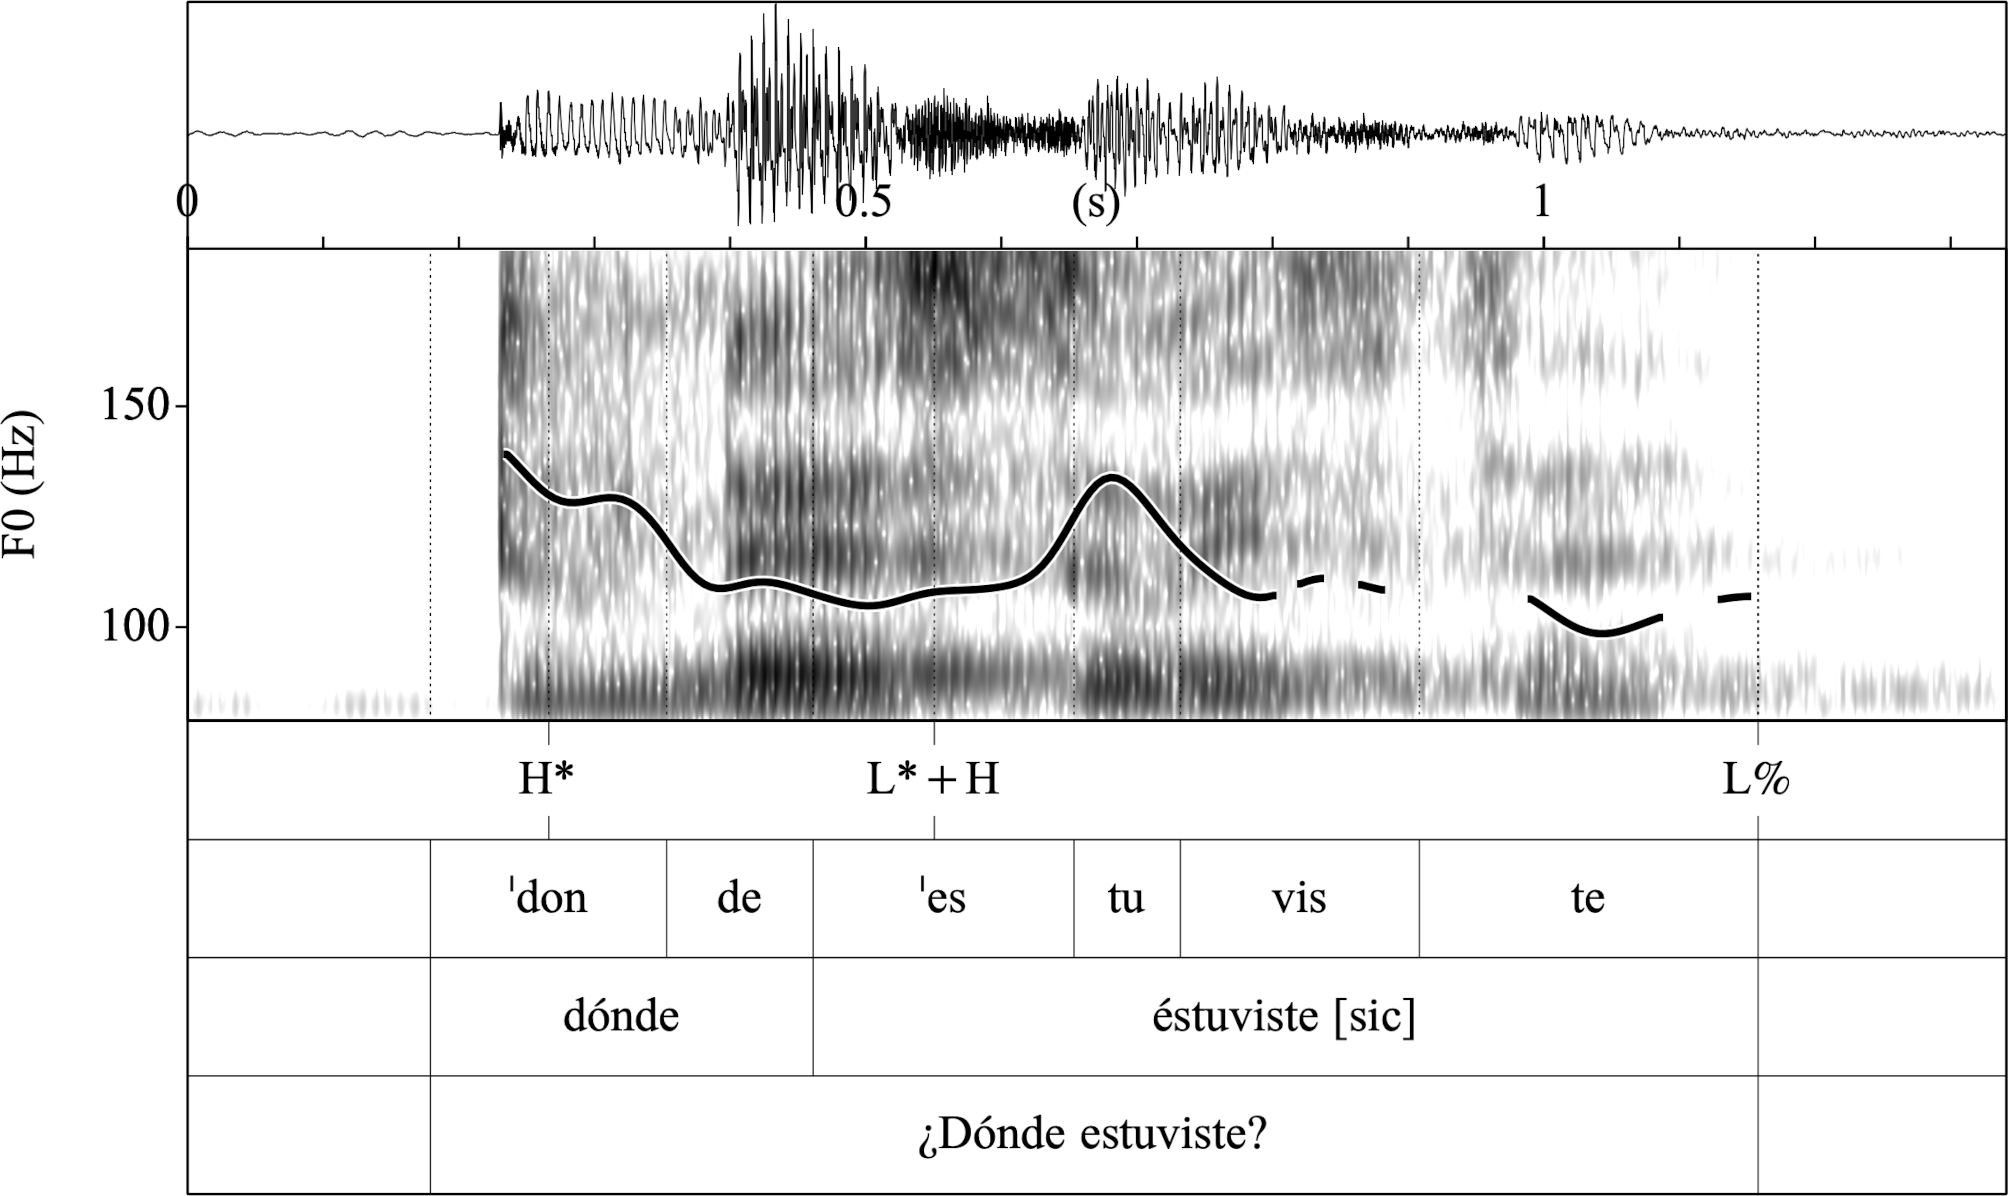 0 0.5 (s) 1
F0 (Hz)
150
100
H* L*+H L%
ˈdon de ˈes tu vis te
dónde éstuviste [sic]
¿Dónde estuviste?